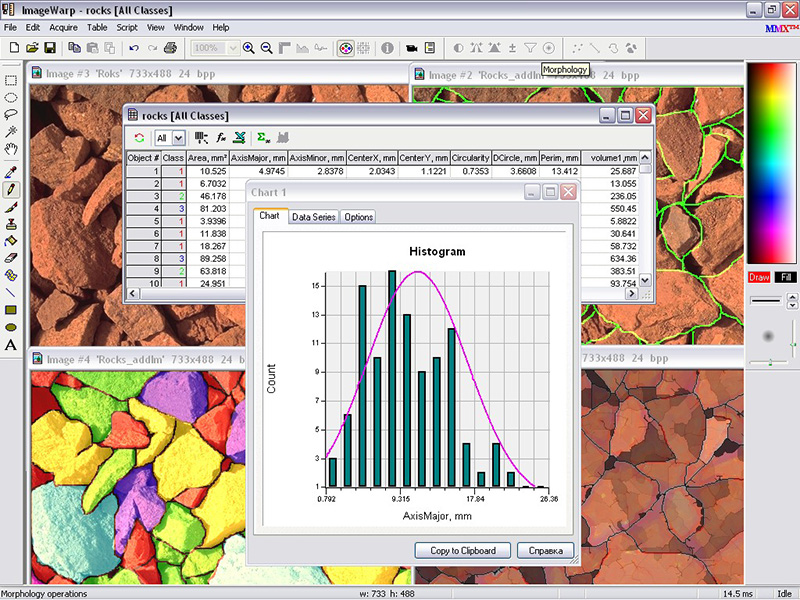 ImageWarp - rocks [All Classes]
File Edit Acquire Table Script View Window Help
MMX™
100%
Morphology
Image #3 'Roks' 733x488 24 bpp
Image #2 'Rocks_addIm
rocks [All Classes]
All
Object # Class Area, mm² AxisMajor, mm AxisMinor, mm CenterX, mm CenterY, mm Circularity DCircle, mm Perim, mm volume1,mm
1 1 10.525 4.9745 2.8378 2.0343 1.1221 0.7353 3.6608 13.412 25.687
2 1 6.7032 13.055
3 2 46.178 236.05
4 3 81.203 550.45
5 1 3.9396 5.8822
6 1 11.838 30.641
7 1 18.267 58.732
8 3 89.258 634.36
9 2 63.818 383.51
10 1 24.951 93.754
Chart 1
Chart Data Series Options
Histogram
15
13
11
9
7
5
3
1
Count
0.792 9.315 17.84 26.36
AxisMajor, mm
Copy to Clipboard Справка
Draw Fill
Image #4 'Rocks_addIm' 733x488 24 b
733x488 24 bpp
A
Morphology operations w: 733 h: 488 14.5 ms Idle